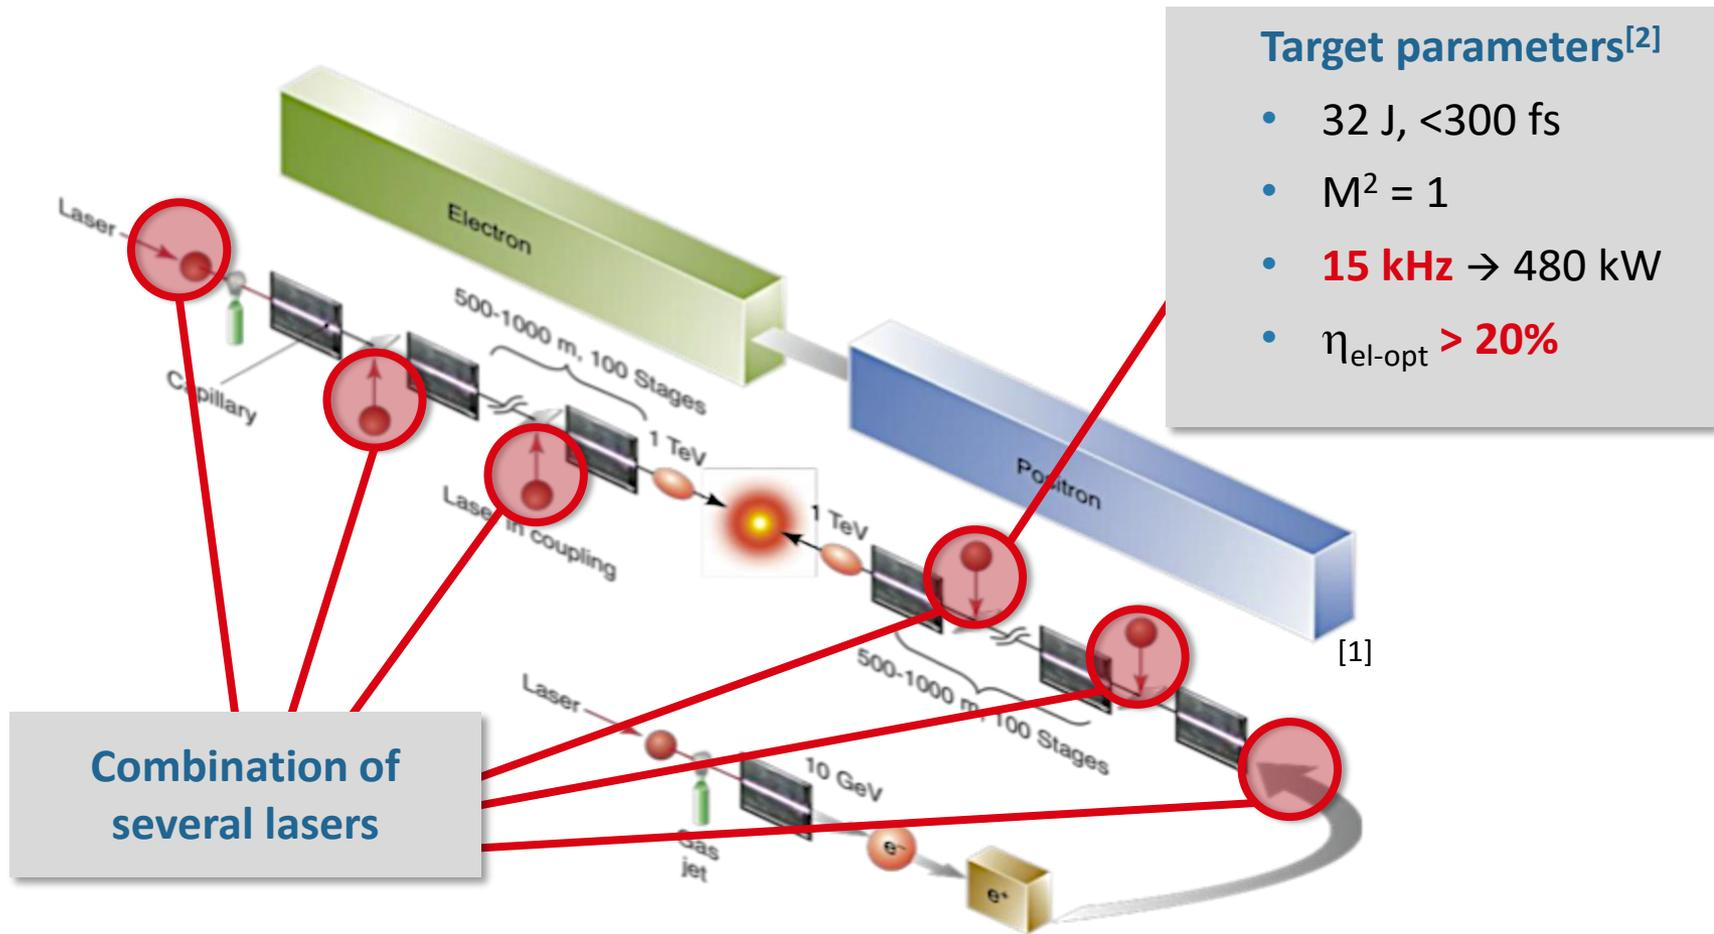 Target parameters[2]
• 32 J, <300 fs
• M2 = 1
• 15 kHz → 480 kW
• ηel-opt > 20%
Laser
Electron
500-1000 m, 100 Stages
Capillary
1 TeV
Laser in coupling
1 TeV
Positron
[1]
500-1000 m, 100 Stages
Laser
10 GeV
Gas
jet
e−
e+
Combination of
several lasers